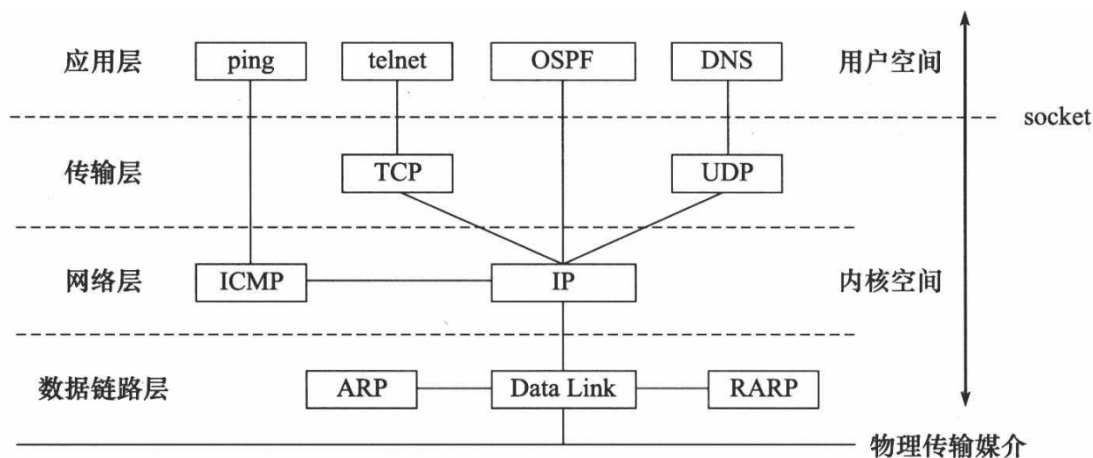 应用层 ping telnet OSPF DNS 用户空间
socket
传输层 TCP UDP
网络层 ICMP IP 内核空间
数据链路层 ARP Data Link RARP
物理传输媒介